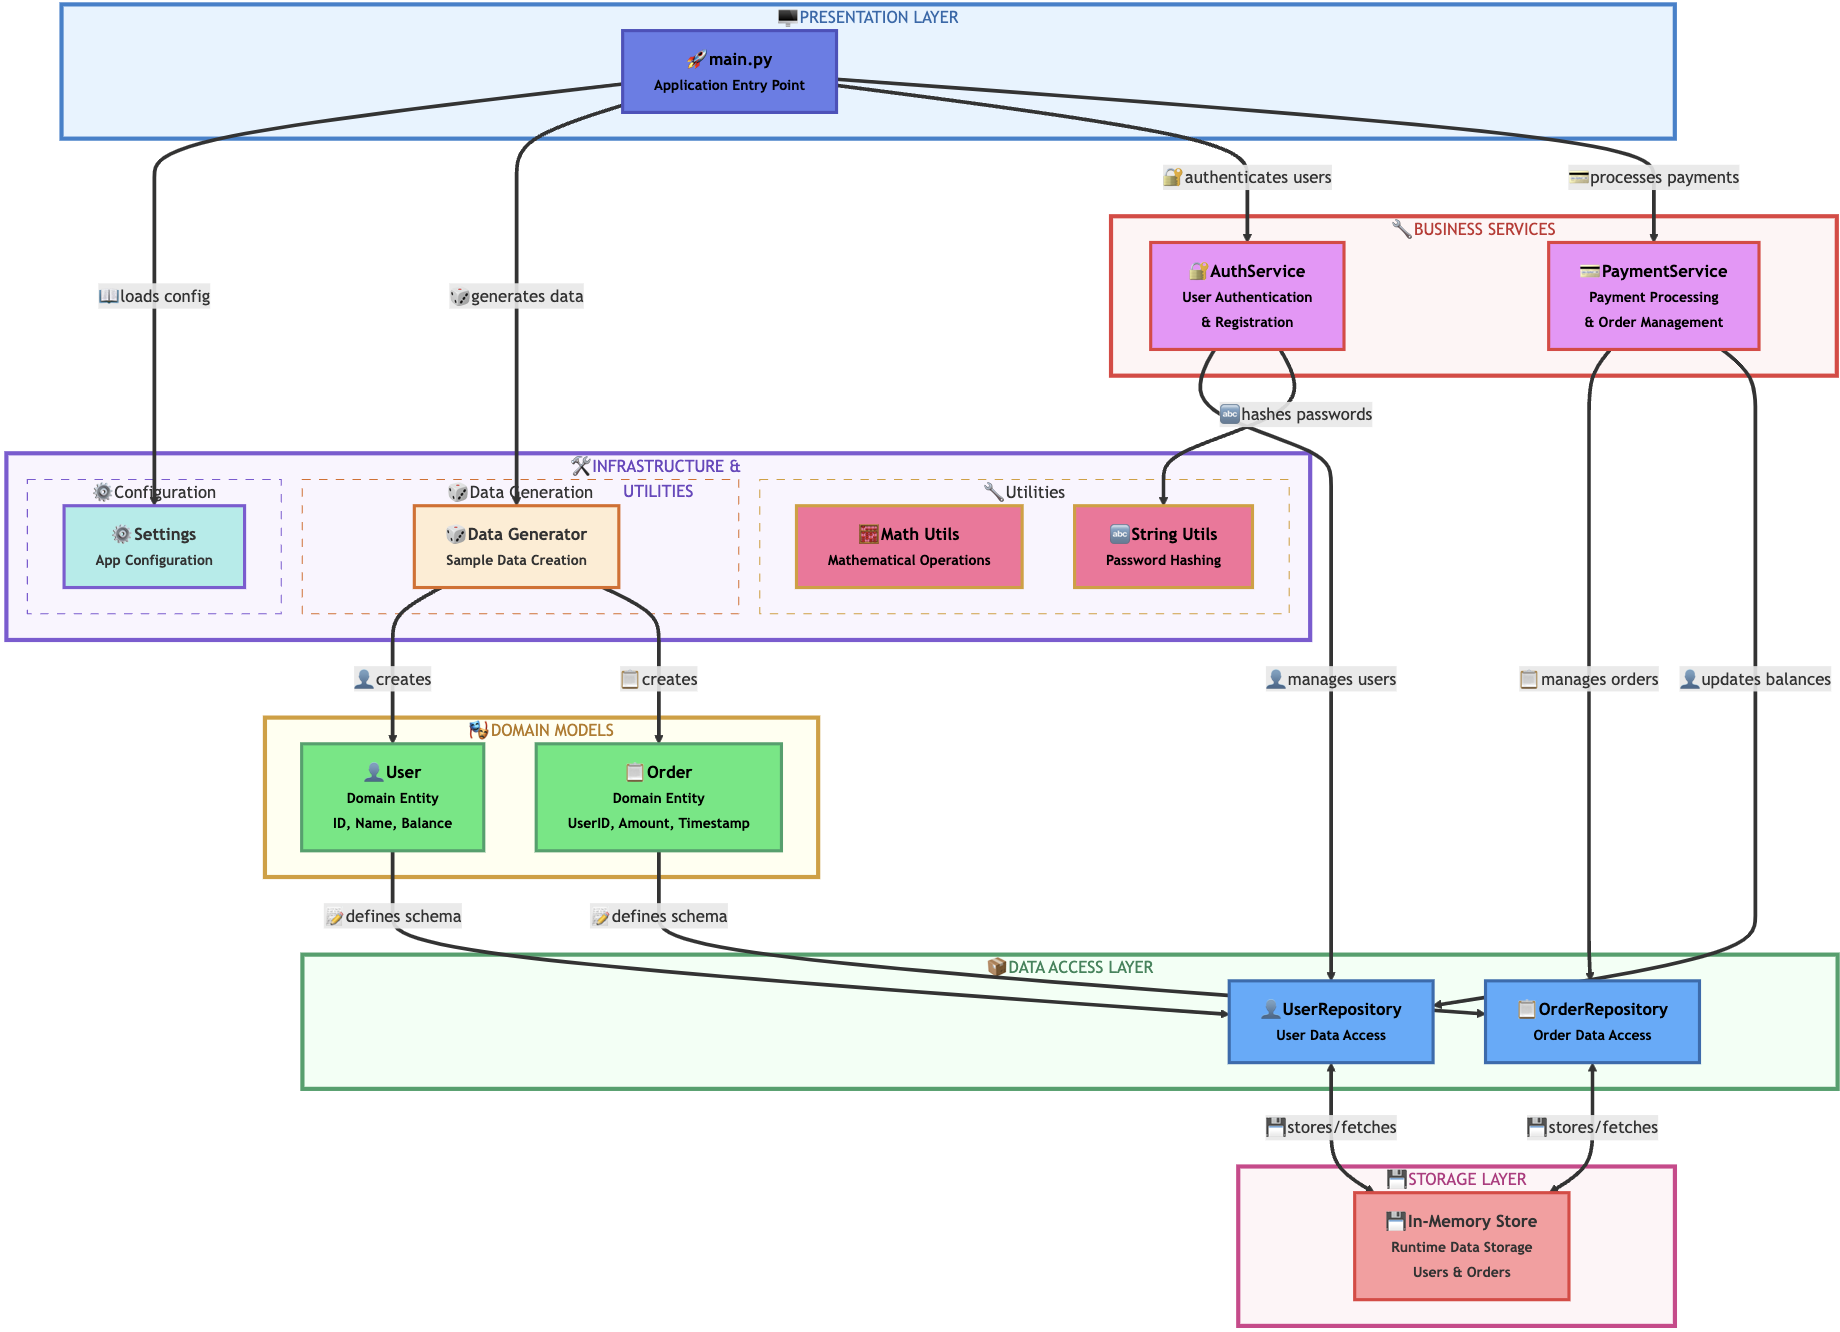 🖥️PRESENTATION LAYER
🚀main.py
Application Entry Point
🔐authenticates users
💳processes payments
🔧BUSINESS SERVICES
🔐AuthService
User Authentication
& Registration
💳PaymentService
Payment Processing
& Order Management
📖loads config
🎲generates data
🔤hashes passwords
🛠️INFRASTRUCTURE &
UTILITIES
⚙️Configuration
⚙️Settings
App Configuration
🎲Data Generation
🎲Data Generator
Sample Data Creation
🔧Utilities
🧮Math Utils
Mathematical Operations
🔤String Utils
Password Hashing
👤creates
📋creates
👤manages users
📋manages orders
👤updates balances
🎭DOMAIN MODELS
👤User
Domain Entity
ID, Name, Balance
📋Order
Domain Entity
UserID, Amount, Timestamp
📝defines schema
📝defines schema
📦DATA ACCESS LAYER
👤UserRepository
User Data Access
📋OrderRepository
Order Data Access
💾stores/fetches
💾stores/fetches
💾STORAGE LAYER
💾In-Memory Store
Runtime Data Storage
Users & Orders